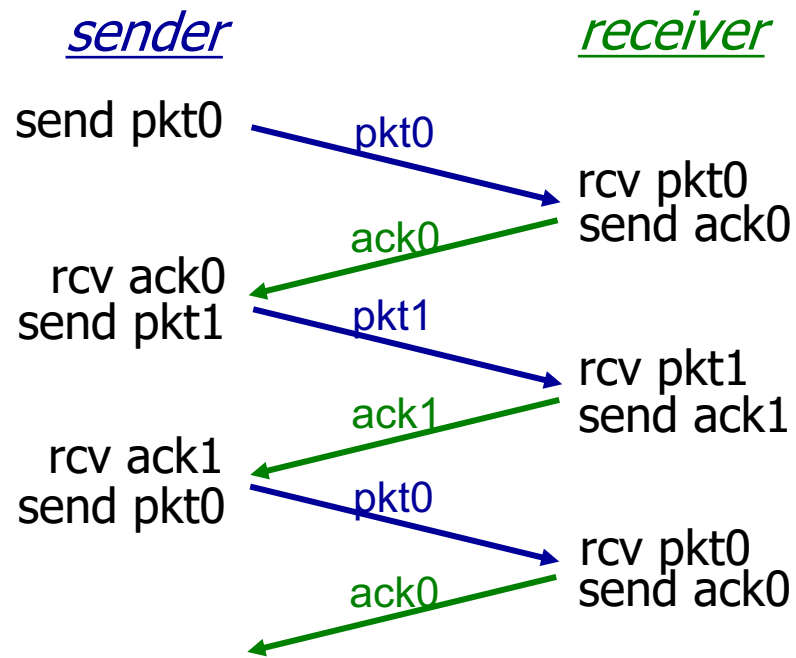 sender
receiver
send pkt0
pkt0
rcv pkt0
send ack0
ack0
rcv ack0
send pkt1
pkt1
rcv pkt1
send ack1
ack1
rcv ack1
send pkt0
pkt0
rcv pkt0
send ack0
ack0